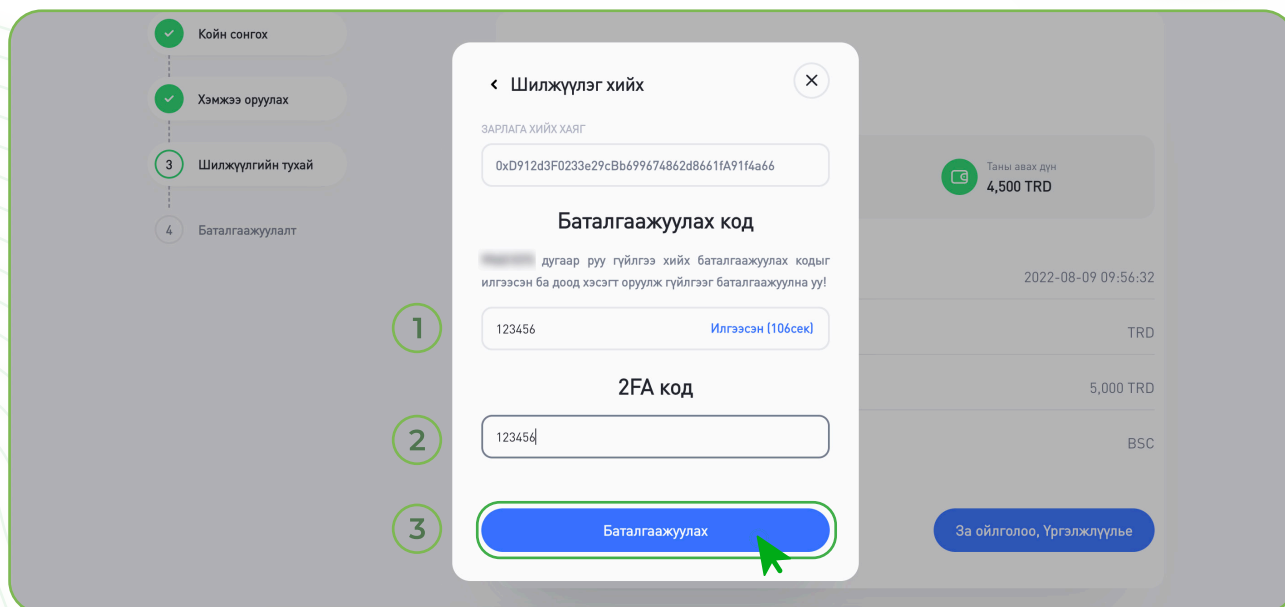 Койн сонгох
Хэмжээ оруулах
3 Шилжүүлгийн тухай
4 Баталгаажуулалт
Шилжүүлэг хийх
ЗАРЛАГА ХИЙХ ХАЯГ
0xD912d3F0233e29cBb699674862d8661fA91f4a66
Баталгаажуулах код
дугаар руу гүйлгээ хийх баталгаажуулах кодыг
илгээсэн ба доод хэсэгт оруулж гүйлгээг баталгаажуулна уу!
1
123456 Илгээсэн (106сек)
2FA код
2
123456
3
Баталгаажуулах
Таны авах дүн
4,500 TRD
2022-08-09 09:56:32
TRD
5,000 TRD
BSC
За ойлголоо, Үргэлжлүүлье